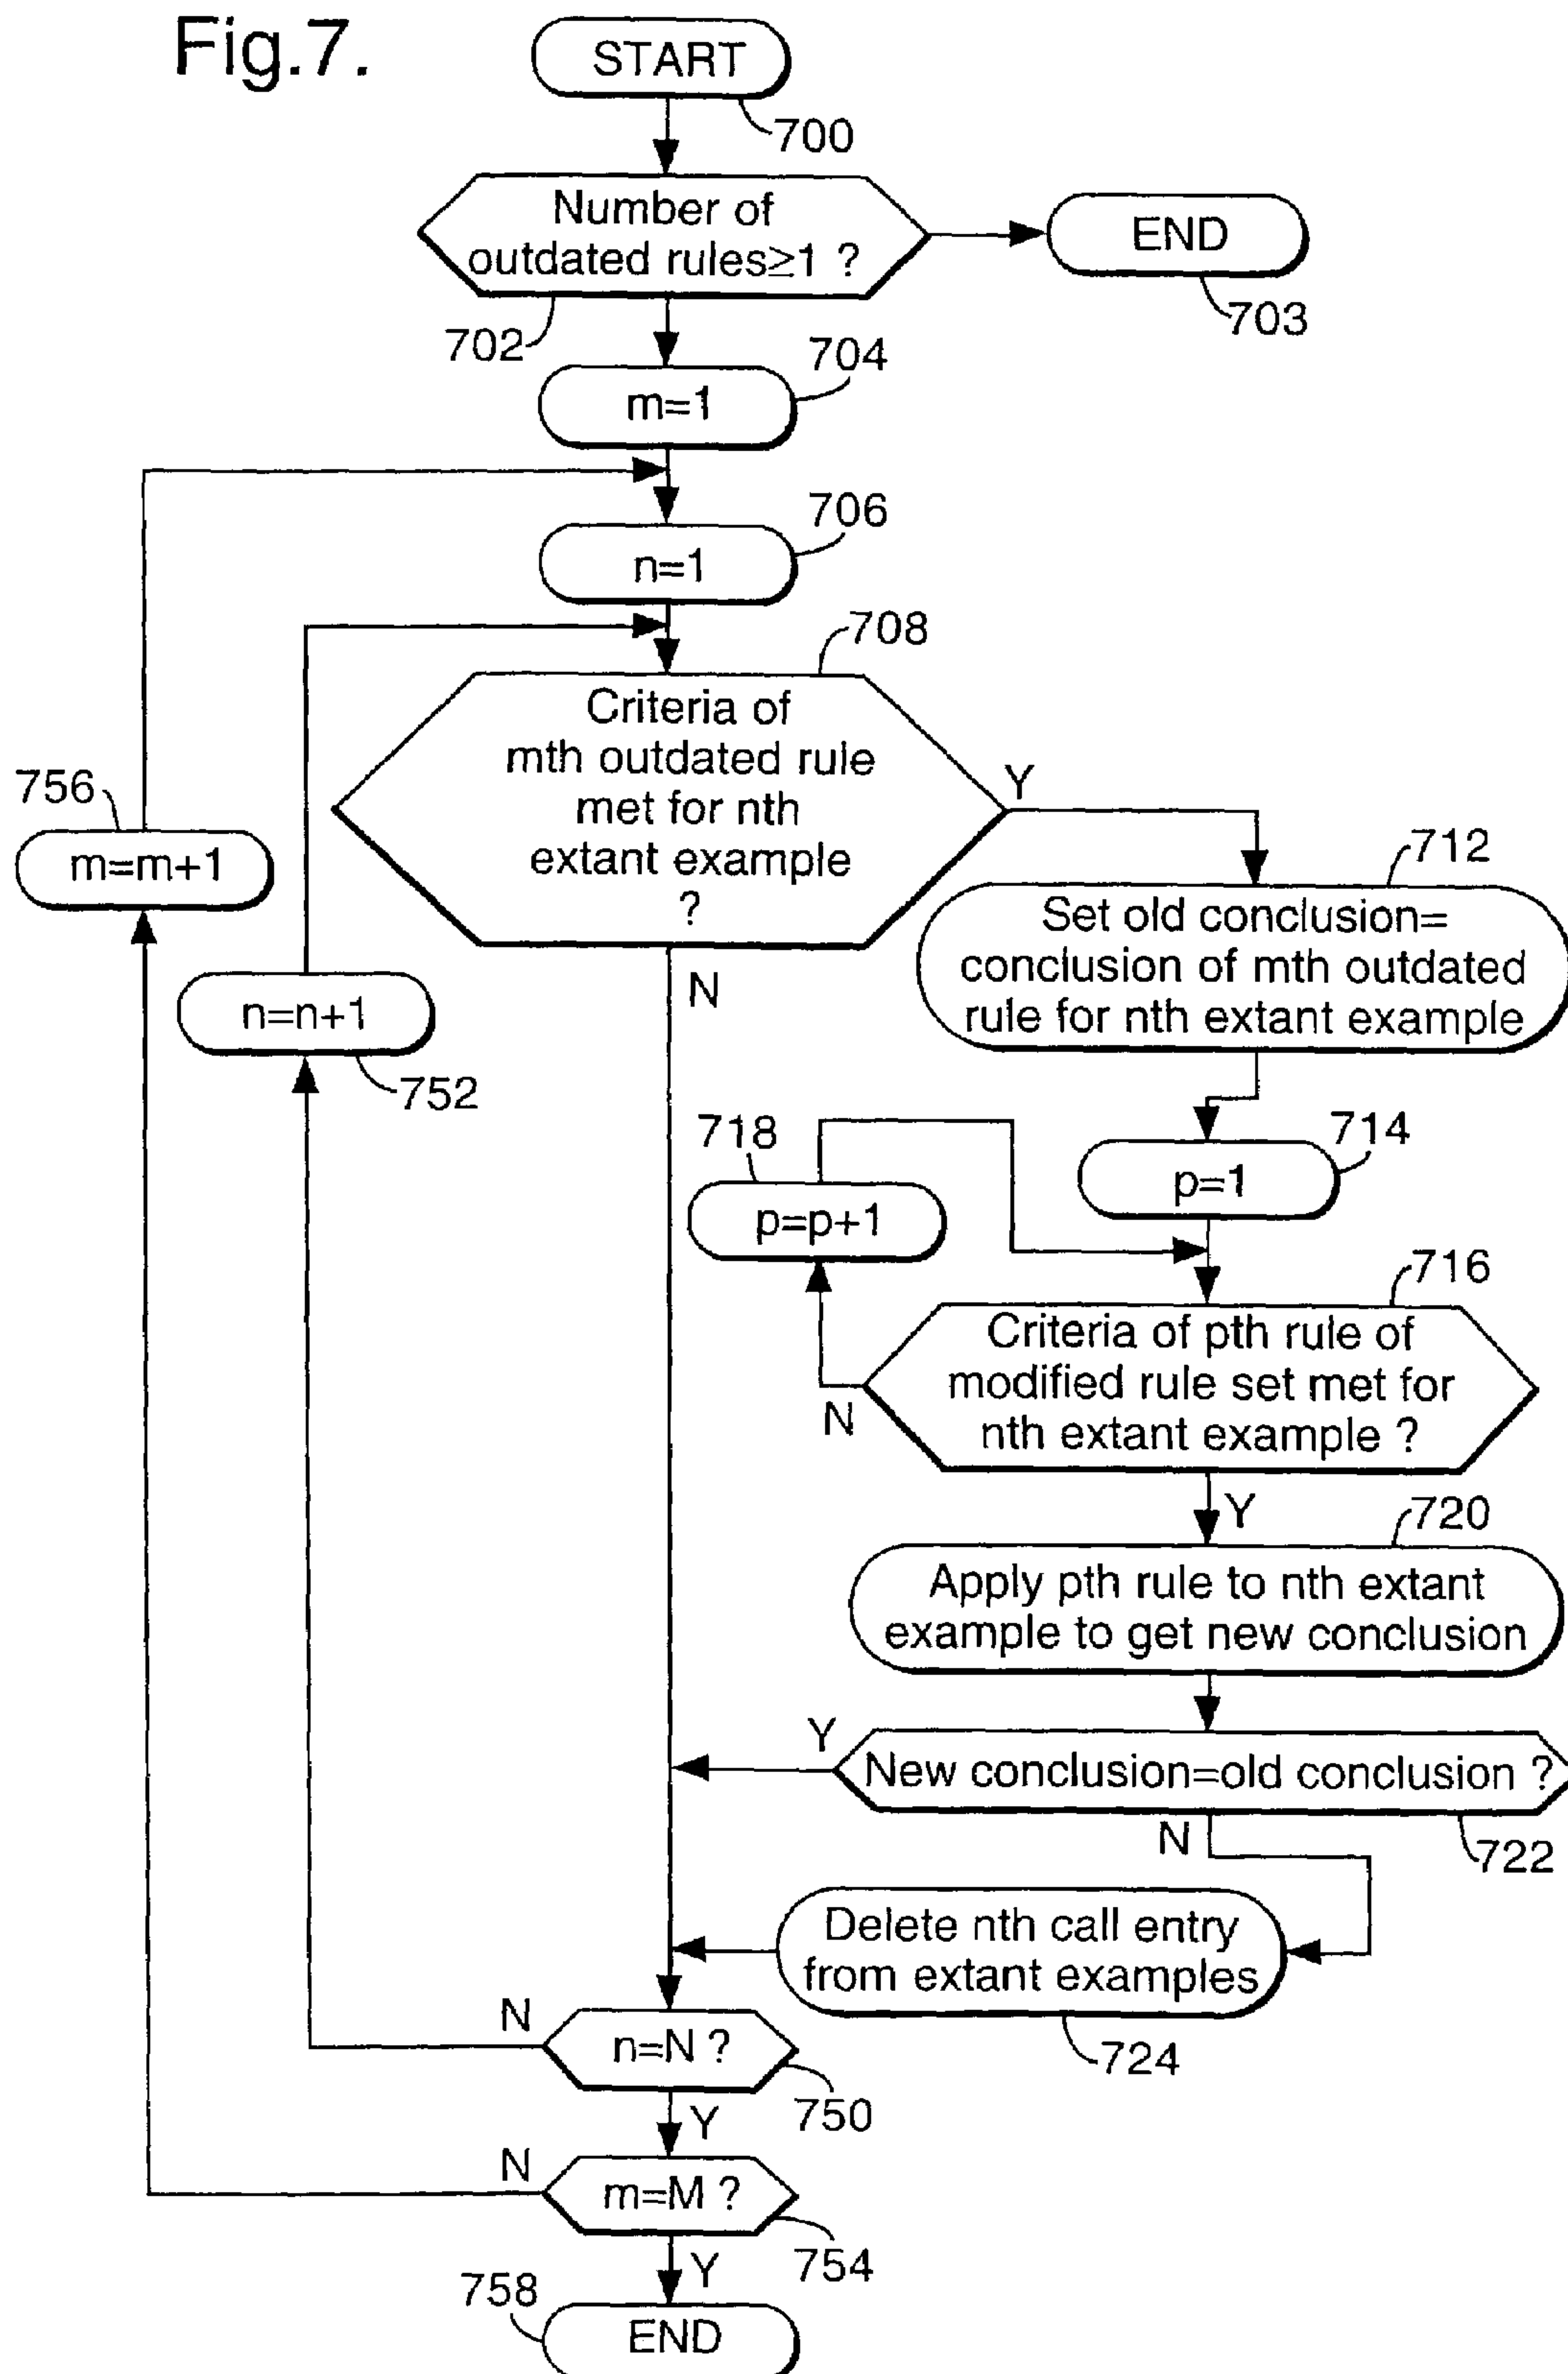 Fig.7.
START
700
Number of
outdated rules≥1 ?
END
703
702
704
m=1
706
n=1
708
Criteria of
mth outdated rule
met for nth
extant example
?
Y
N
756
m=m+1
712
Set old conclusion=
conclusion of mth outdated
rule for nth extant example
n=n+1
752
718
714
p=1
p=p+1
716
Criteria of pth rule of
modified rule set met for
nth extant example ?
N
Y
720
Apply pth rule to nth extant
example to get new conclusion
Y
New conclusion=old conclusion ?
N
722
Delete nth call entry
from extant examples
724
N
n=N ?
750
Y
N
m=M ?
754
Y
758
END